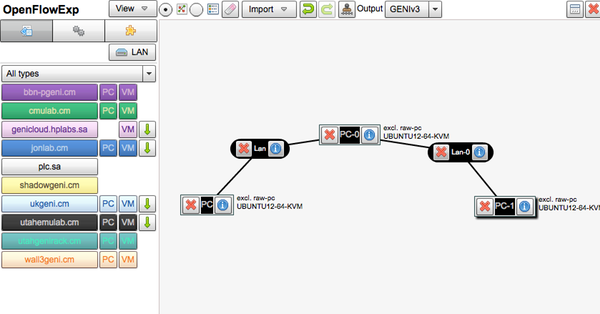 OpenFlowExp
View
Import
Output
GENIv3
LAN
All types
bbn-pgeni.cm PC VM
cmulab.cm PC VM
genicloud.hplabs.sa VM
jonlab.cm PC VM
plc.sa
shadowgeni.cm
ukgeni.cm PC VM
utahemulab.cm PC VM
PC VM
wall3geni.cm PC VM
PC-0
excl. raw-pc
UBUNTU12-64-KVM
Lan
Lan-0
PC
excl. raw-pc
UBUNTU12-64-KVM
PC-1
excl. raw-pc
UBUNTU12-64-KVM